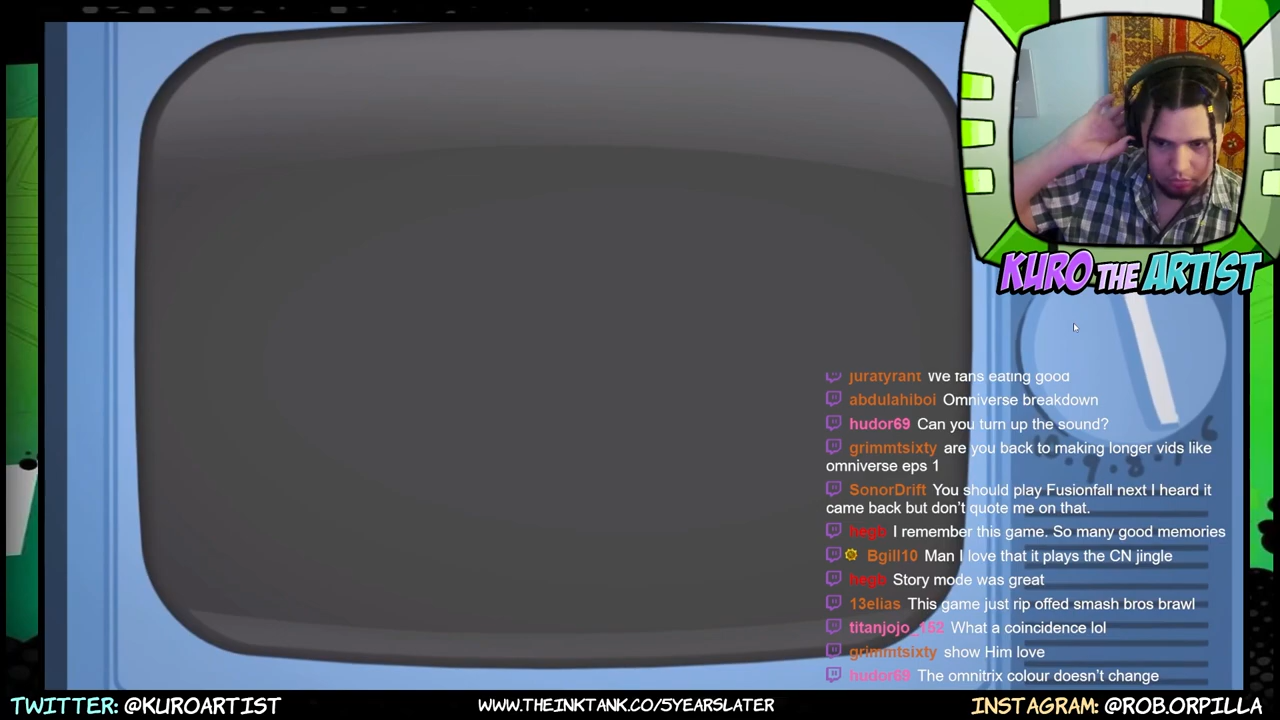 KURO THE ARTIST
juratyrant We fans eating good
abdulahiboi Omniverse breakdown
hudor69 Can you turn up the sound?
grimmtsixty are you back to making longer vids like
omniverse eps 1
SonorDrift You should play Fusionfall next I heard it
came back but don't quote me on that.
I remember this game. So many good memories
Bgill10 Man I love that it plays the CN jingle
Story mode was great
13elias This game just rip offed smash bros brawl
titanjojo_152 What a coincidence lol
grimmtsixty show Him love
hudor69 The omnitrix colour doesn't change
TWITTER: @KUROARTIST
WWW.THEINKTANK.CO/5YEARSLATER
INSTAGRAM: @ROB.ORPILLA